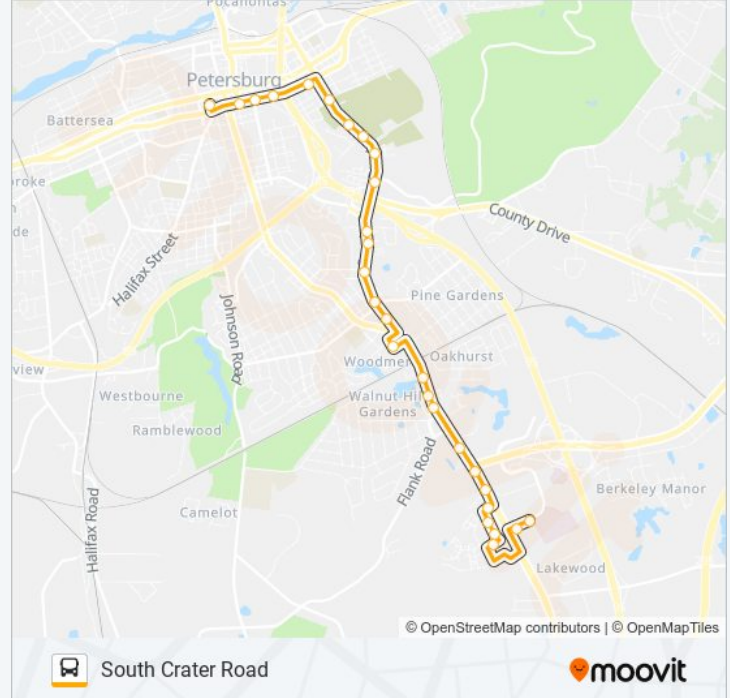 Pocahontas
Petersburg
Battersea
County Drive
Halifax Street
Johnson Road
Pine Gardens
Oakhurst
Westbourne
Walnut Hill
Gardens
Ramblewood
Flank Road
Berkeley Manor
Camelot
Halifax Road
Lakewood
© OpenStreetMap contributors | © OpenMapTiles
South Crater Road
moovit